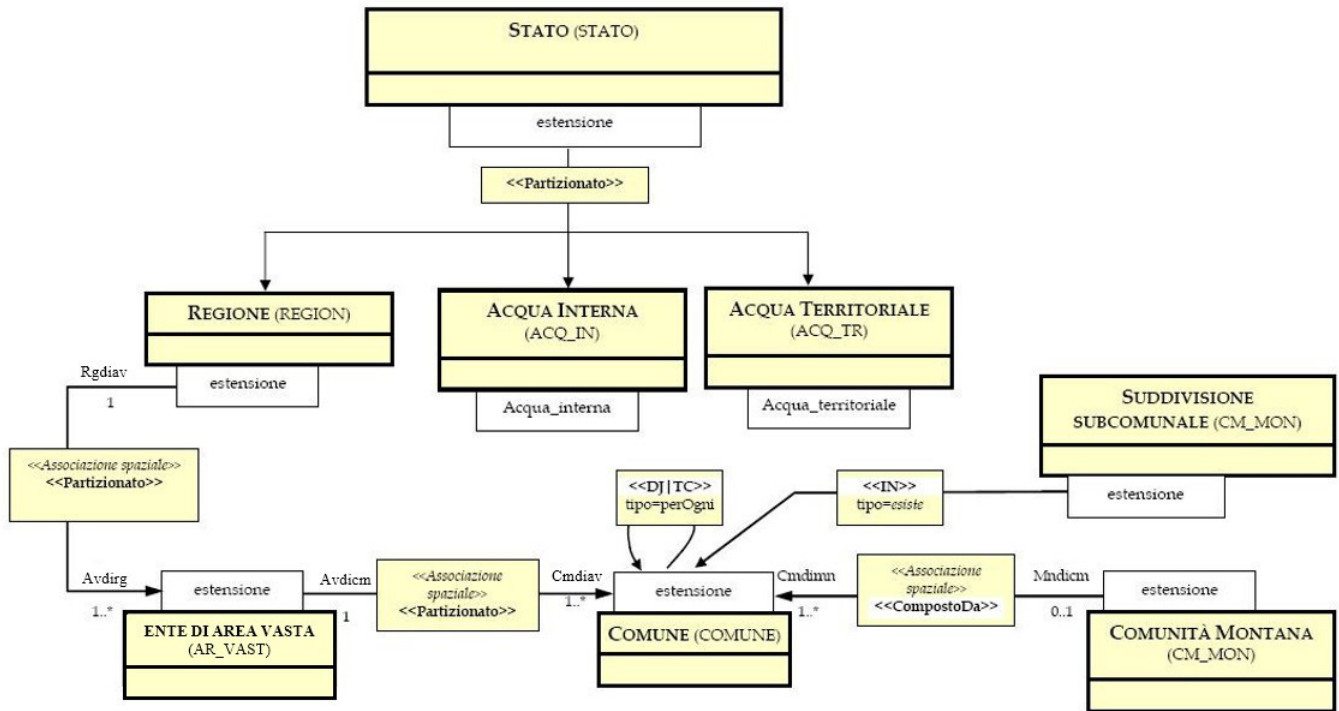 STATO (STATO)
estensione
<<Partizionato>>
REGIONE (REGION)
estensione
ACQUA INTERNA
(ACQ_IN)
Acqua_interna
ACQUA TERRITORIALE
(ACQ_TR)
Acqua_territoriale
Rgdiav
1
<<Associazione spaziale>>
<<Partizionato>>
Avdirg
1..*
estensione
ENTE DI AREA VASTA
(AR_VAST)
Avdicm
1
<<Associazione
spaziale>>
<<Partizionato>>
Cmdiav
1..*
<<DJ|TC>>
tipo=perOgni
estensione
COMUNE (COMUNE)
<<IN>>
tipo=esiste
SUDDIVISIONE
SUBCOMUNALE (CM_MON)
estensione
Cmdimn
1..*
<<Associazione
spaziale>>
<<CompostoDa>>
Mndicm
0..1
estensione
COMUNITÀ MONTANA
(CM_MON)